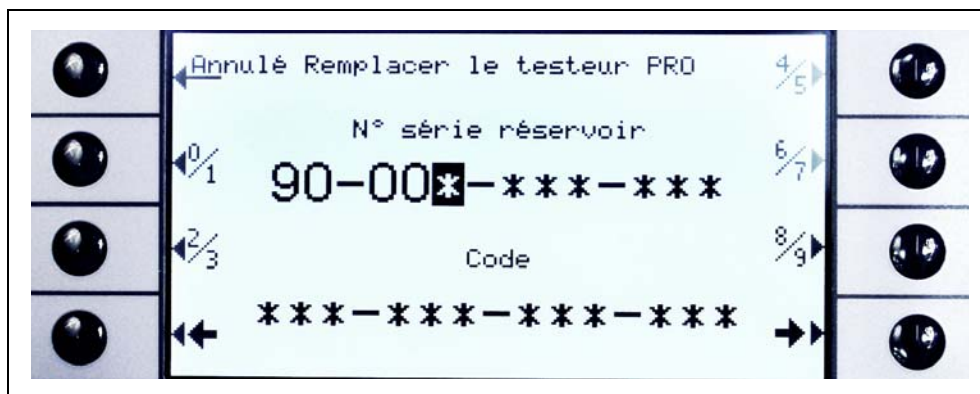 Annulé Remplacer le testeur PRO
4/5
N° série réservoir
0/1
90-00*-***-***
6/7
2/3
Code
8/9
***-***-***-***